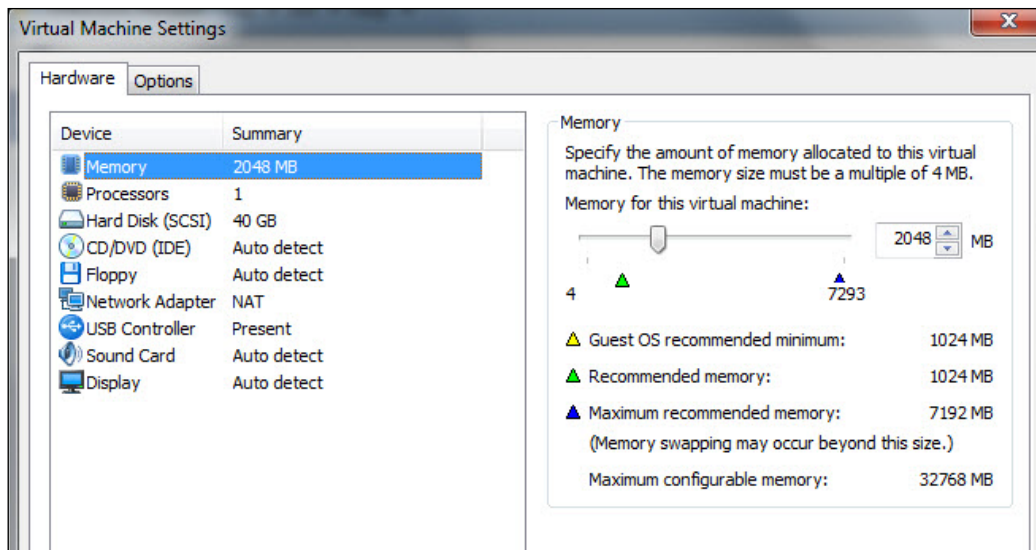 Virtual Machine Settings
Hardware Options
Device Summary
Memory 2048 MB
Processors 1
Hard Disk (SCSI) 40 GB
CD/DVD (IDE) Auto detect
Floppy Auto detect
Network Adapter NAT
USB Controller Present
Sound Card Auto detect
Display Auto detect
Memory
Specify the amount of memory allocated to this virtual
machine. The memory size must be a multiple of 4 MB.
Memory for this virtual machine:
2048 MB
4 7293
Guest OS recommended minimum: 1024 MB
Recommended memory: 1024 MB
Maximum recommended memory: 7192 MB
(Memory swapping may occur beyond this size.)
Maximum configurable memory: 32768 MB